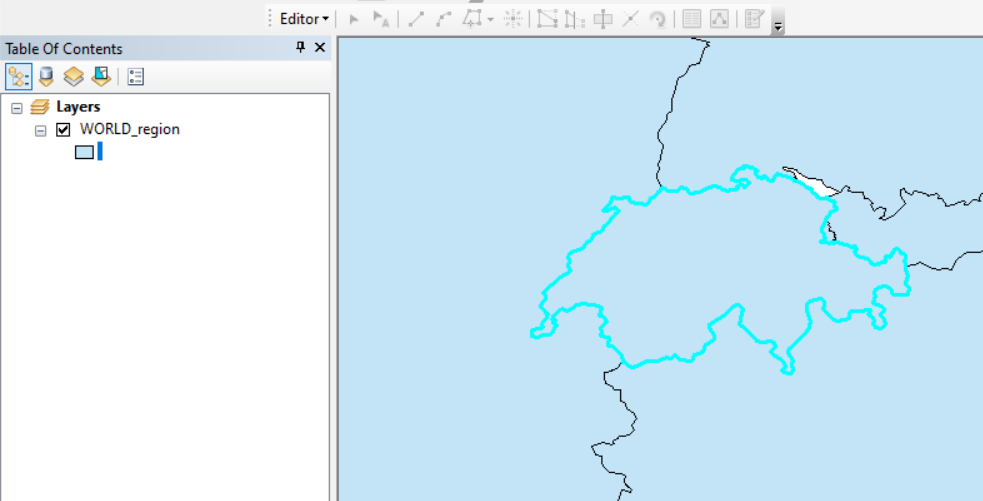 Editor
Table Of Contents
Layers
WORLD_region